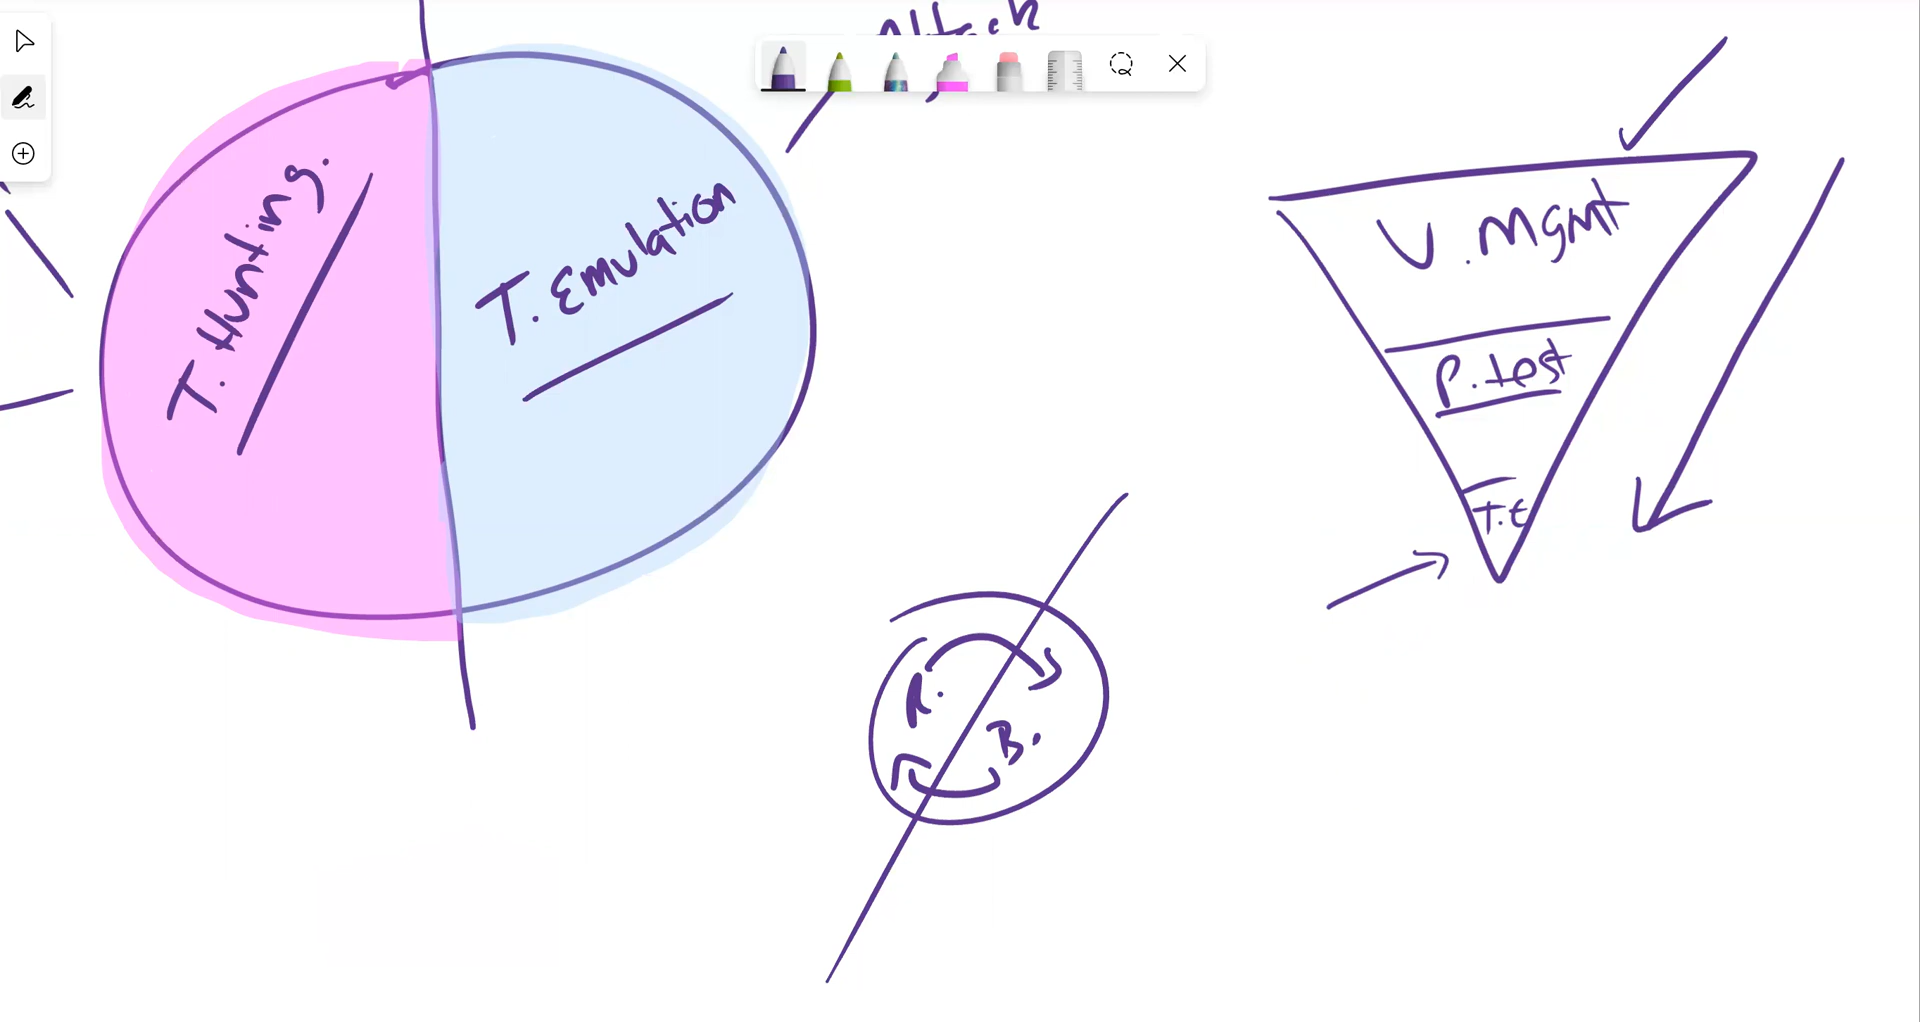 T. Hunting.
T. Emulation
V. Mgmt
P. test
T.E
R.
B.